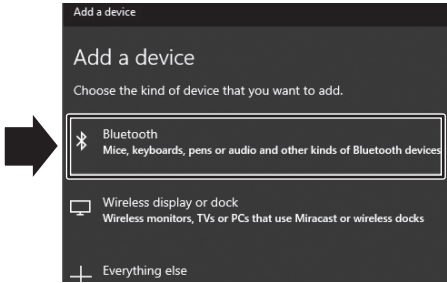 Add a device
Add a device
Choose the kind of device that you want to add.
Bluetooth
Mice, keyboards, pens or audio and other kinds of Bluetooth devices
Wireless display or dock
Wireless monitors, TVs or PCs that use Miracast or wireless docks
Everything else